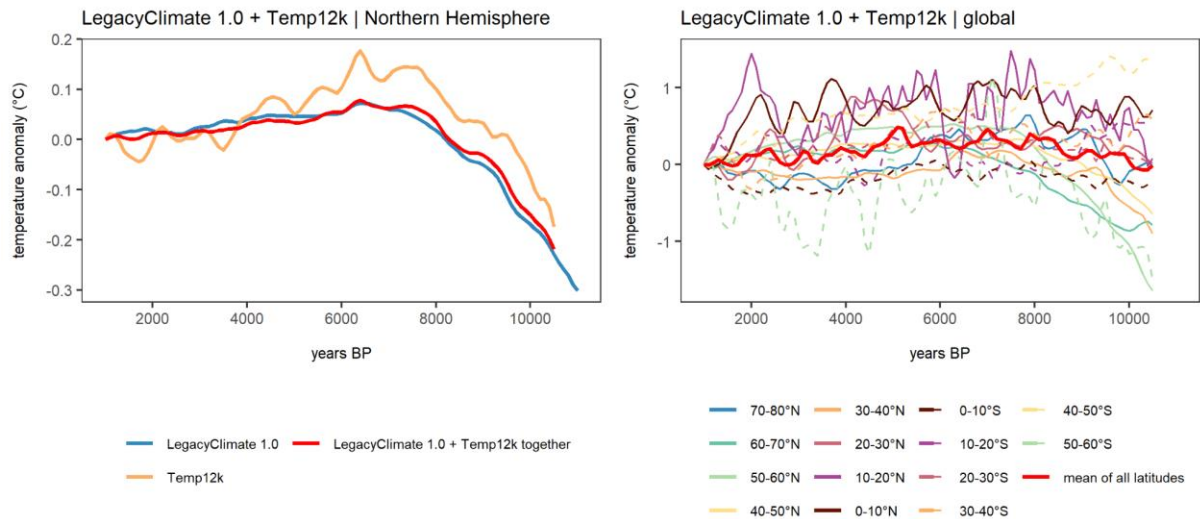 LegacyClimate 1.0 + Temp12k | Northern Hemisphere
temperature anomaly (°C)
0.2
0.1
0.0
-0.1
-0.2
-0.3
2000 4000 6000 8000 10000
years BP
LegacyClimate 1.0 LegacyClimate 1.0 + Temp12k together
Temp12k
LegacyClimate 1.0 + Temp12k | global
temperature anomaly (°C)
1
0
-1
2000 4000 6000 8000 10000
years BP
70-80°N 30-40°N 0-10°S 40-50°S
60-70°N 20-30°N 10-20°S 50-60°S
50-60°N 10-20°N 20-30°S mean of all latitudes
40-50°N 0-10°N 30-40°S